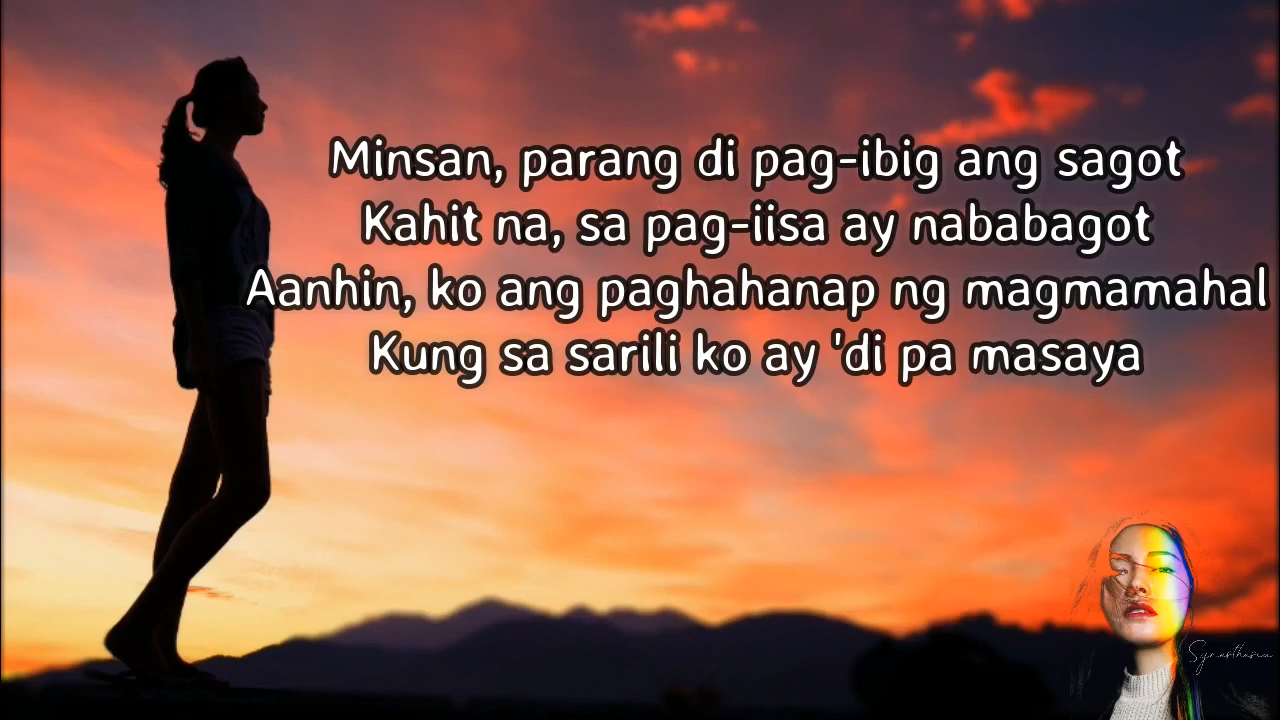 Minsan, parang di pag-ibig ang sagot
Kahit na, sa pag-iisa ay nababagot
Aanhin, ko ang paghahanap ng magmamahal
Kung sa sarili ko ay 'di pa masaya